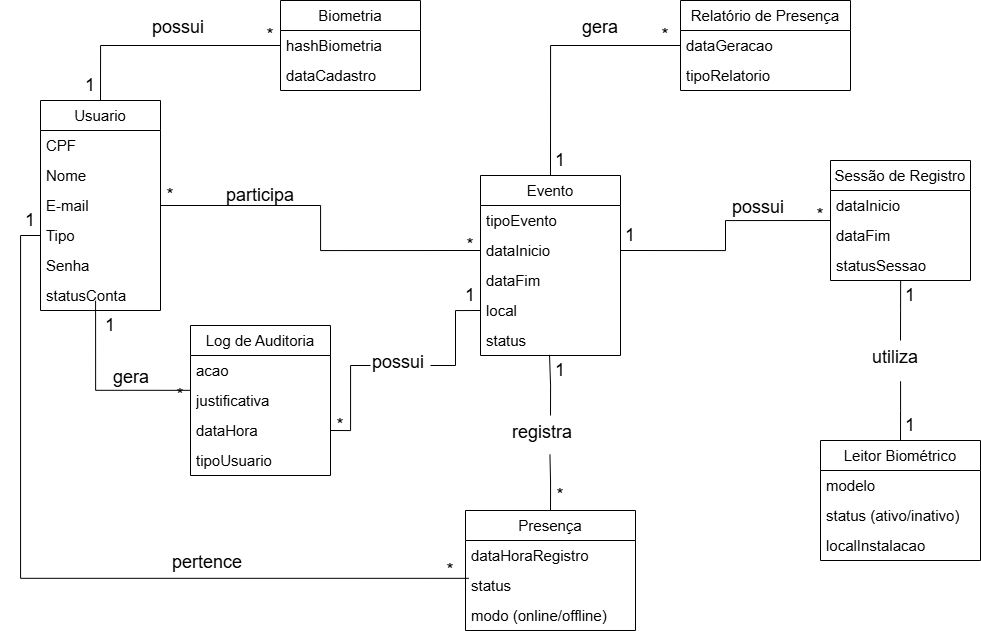 possui
*
1
Biometria
hashBiometria
dataCadastro
gera
*
1
Relatório de Presença
dataGeracao
tipoRelatorio
Usuario
CPF
Nome
E-mail
Tipo
Senha
statusConta
*
participa
*
Evento
tipoEvento
dataInicio
dataFim
local
status
1
possui
*
Sessão de Registro
dataInicio
dataFim
statusSessao
1
1
gera
*
Log de Auditoria
acao
justificativa
dataHora
tipoUsuario
1
possui
*
1
registra
*
1
utiliza
1
Leitor Biométrico
modelo
status (ativo/inativo)
localInstalacao
Presença
dataHoraRegistro
status
modo (online/offline)
pertence
*